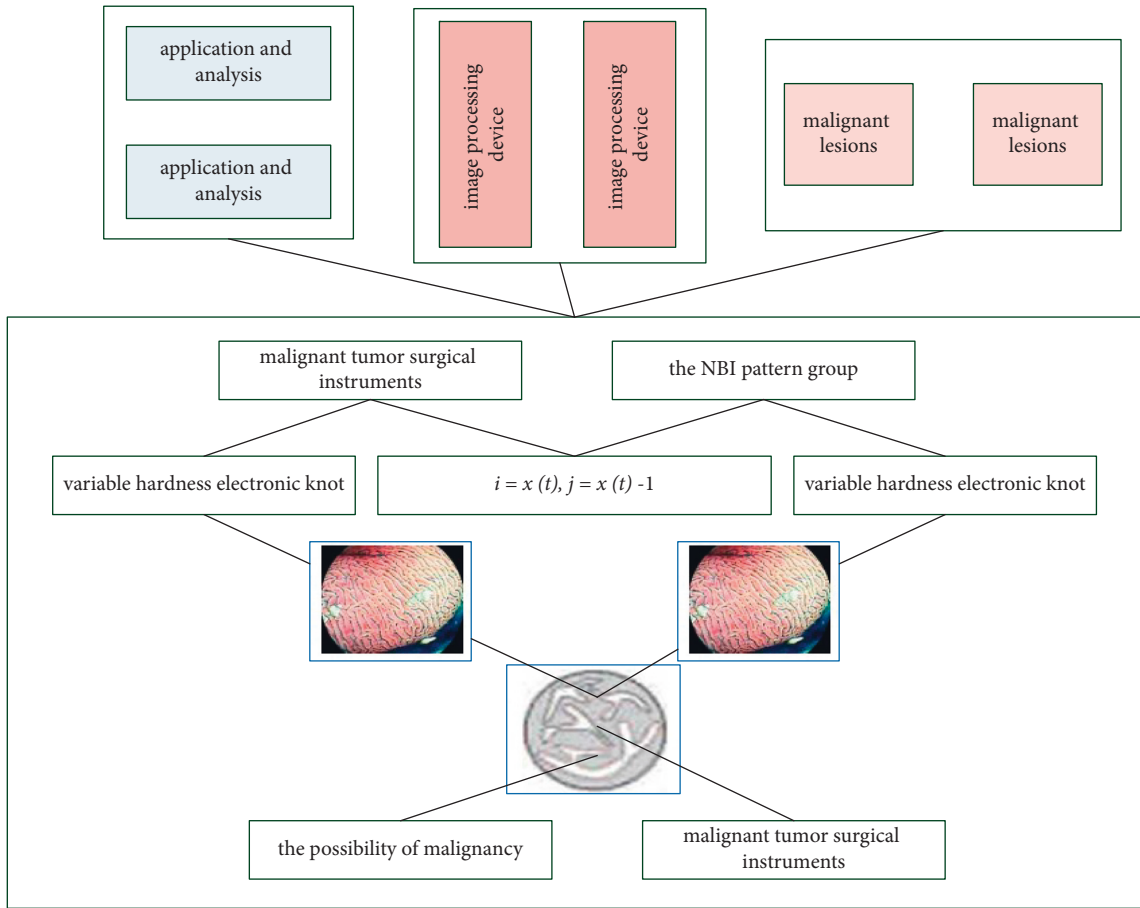 application and
analysis
application and
analysis
image processing
device
image processing
device
malignant
lesions
malignant
lesions
malignant tumor surgical
instruments
the NBI pattern group
variable hardness electronic knot
i = x (t), j = x (t) -1
variable hardness electronic knot
the possibility of malignancy
malignant tumor surgical
instruments